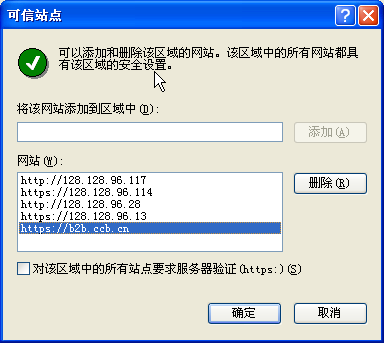 可信站点
可以添加和删除该区域的网站。该区域中的所有网站都具
有该区域的安全设置。
将该网站添加到区域中(D):
添加(A)
网站(W):
http://128.128.96.117
https://128.128.96.114
http://128.128.96.28
https://128.128.96.13
https://b2b.ccb.cn
删除(R)
对该区域中的所有站点要求服务器验证(https:)(S)
确定
取消